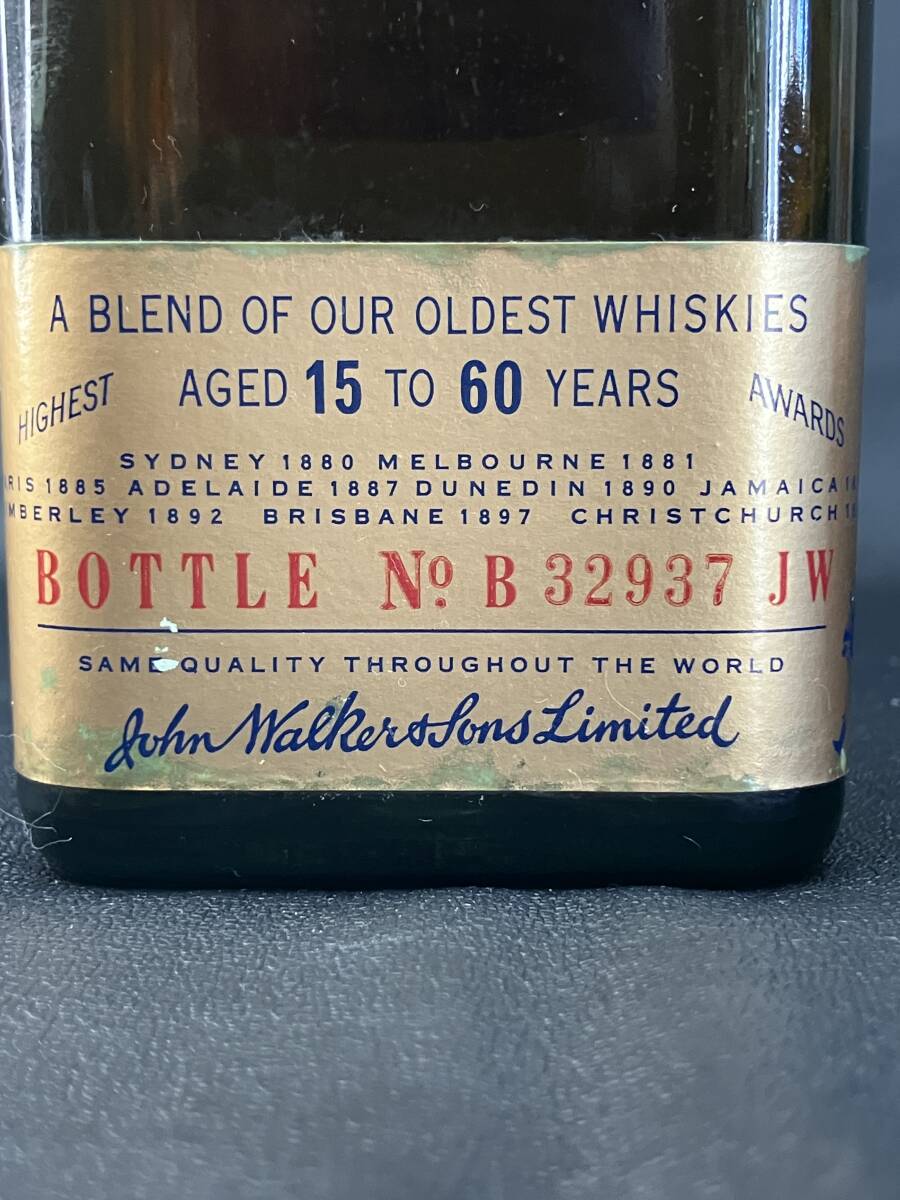 A BLEND OF OUR OLDEST WHISKIES
HIGHEST AGED 15 TO 60 YEARS AWARDS
SYDNEY 1880 MELBOURNE 1881
RIS 1885 ADELAIDE 1887 DUNEDIN 1890 JAMAICA
MBERLEY 1892 BRISBANE 1897 CHRISTCHURCH
BOTTLE No B 32937 JW
SAME QUALITY THROUGHOUT THE WORLD
John Walker & Sons Limited